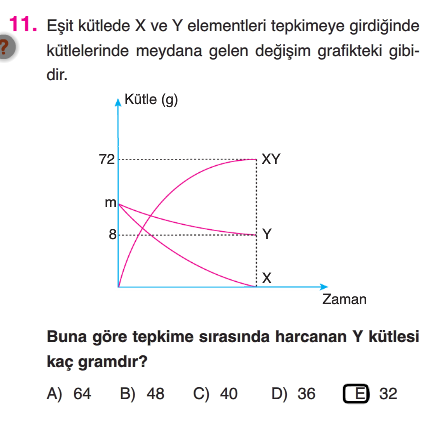 11. Eşit kütlede X ve Y elementleri tepkimeye girdiğinde
kütlelerinde meydana gelen değişim grafikteki gibi-
dir.
?
Kütle (g)
72
XY
m
8
Y
X
Zaman
Buna göre tepkime sırasında harcanan Y kütlesi
kaç gramdır?
A) 64 B) 48 C) 40 D) 36 E 32